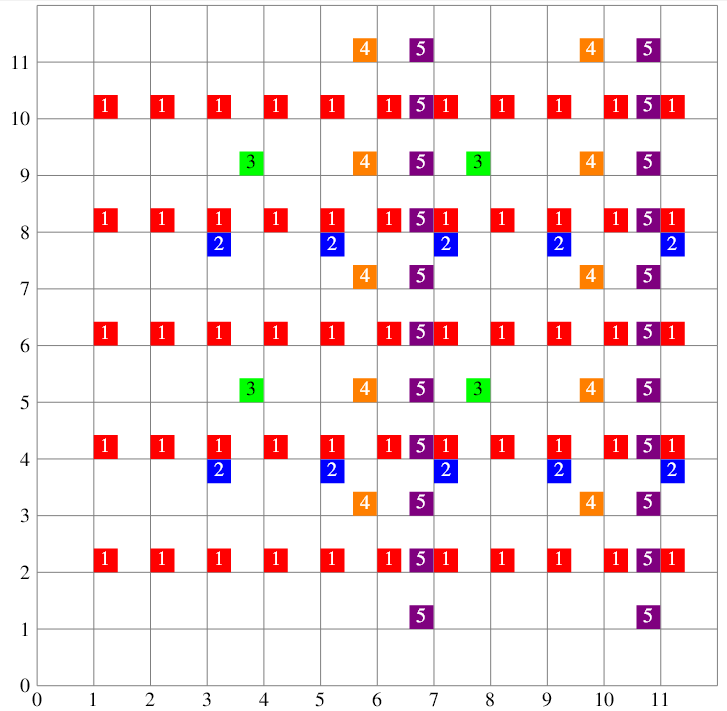 11 4 5 4 5
10 1 1 1 1 1 1 5 1 1 1 1 5 1
9 3 4 5 3 4 5
8 1 1 1 1 1 1 5 1 1 1 1 5 1
2 2 2 2 2
7 4 5 4 5
6 1 1 1 1 1 1 5 1 1 1 1 5 1
5 3 4 5 3 4 5
4 1 1 1 1 1 1 5 1 1 1 1 5 1
2 2 2 2 2
3 4 5 4 5
2 1 1 1 1 1 1 5 1 1 1 1 5 1
1 5 5
0
0 1 2 3 4 5 6 7 8 9 10 11